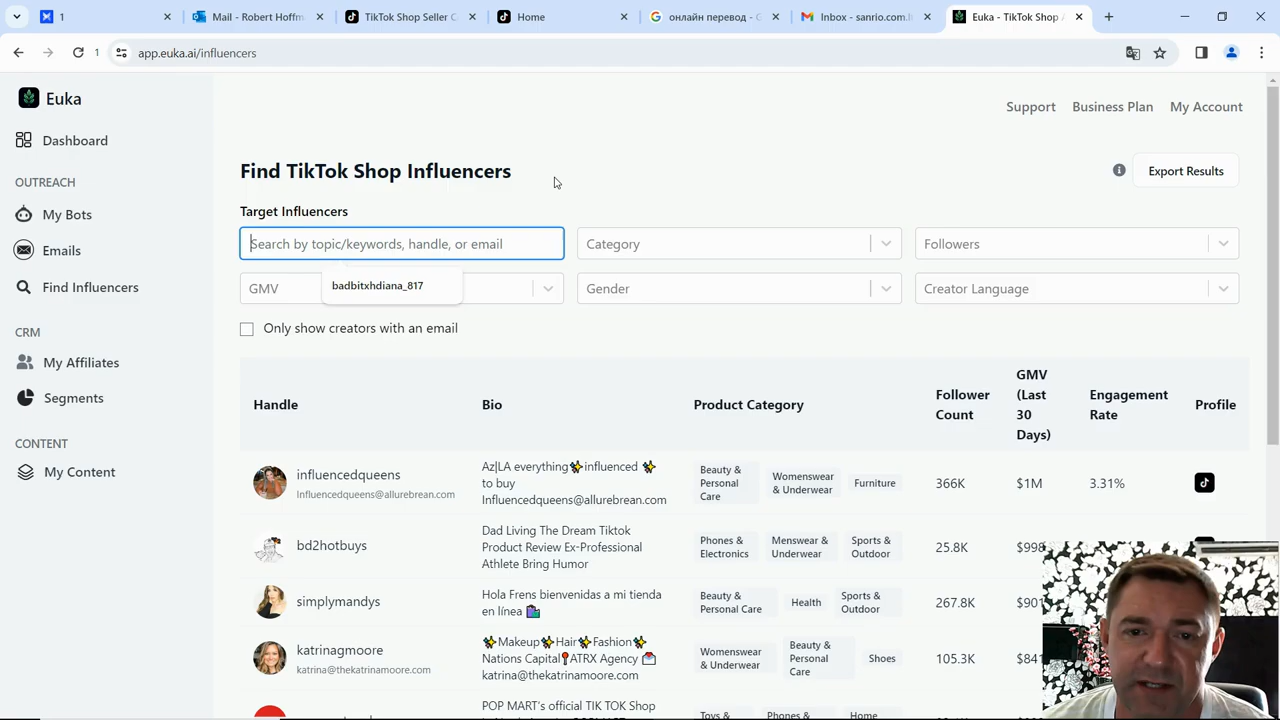 1
Mail - Robert Hoffm
TikTok Shop Seller C
Home
онлайн перевод - G
Inbox - sanrio.com.h
Euka - TikTok Shop A
1
app.euka.ai/influencers
Euka
Support
Business Plan
My Account
Dashboard
OUTREACH
My Bots
Emails
Find Influencers
CRM
My Affiliates
Segments
CONTENT
My Content
Find TikTok Shop Influencers
Export Results
Target Influencers
Search by topic/keywords, handle, or email
Category
Followers
badbitxhdiana_817
GMV
Gender
Creator Language
Only show creators with an email
Handle
Bio
Product Category
Follower
Count
GMV
(Last
30
Days)
Engagement
Rate
Profile
influencedqueens
Influencedqueens@allurebrean.com
Az|LA everything✨influenced ✨
to buy
Influencedqueens@allurebrean.com
Beauty &
Personal
Care
Womenswear
& Underwear
Furniture
366K
$1M
3.31%
bd2hotbuys
Dad Living The Dream Tiktok
Product Review Ex-Professional
Athlete Bring Humor
Phones &
Electronics
Menswear &
Underwear
Sports &
Outdoor
25.8K
$998
simplymandys
Hola Frens bienvenidas a mi tienda
en línea 🛍️
Beauty &
Personal Care
Health
Sports &
Outdoor
267.8K
$901
katrinagmoore
katrina@thekatrinamoore.com
✨Makeup✨Hair✨Fashion✨
Nations Capital📍ATRX Agency 📩
katrina@thekatrinamoore.com
Womenswear
& Underwear
Beauty &
Personal
Care
Shoes
105.3K
$841
POP MART's official TIK TOK Shop
Toys &
Phones &
Home